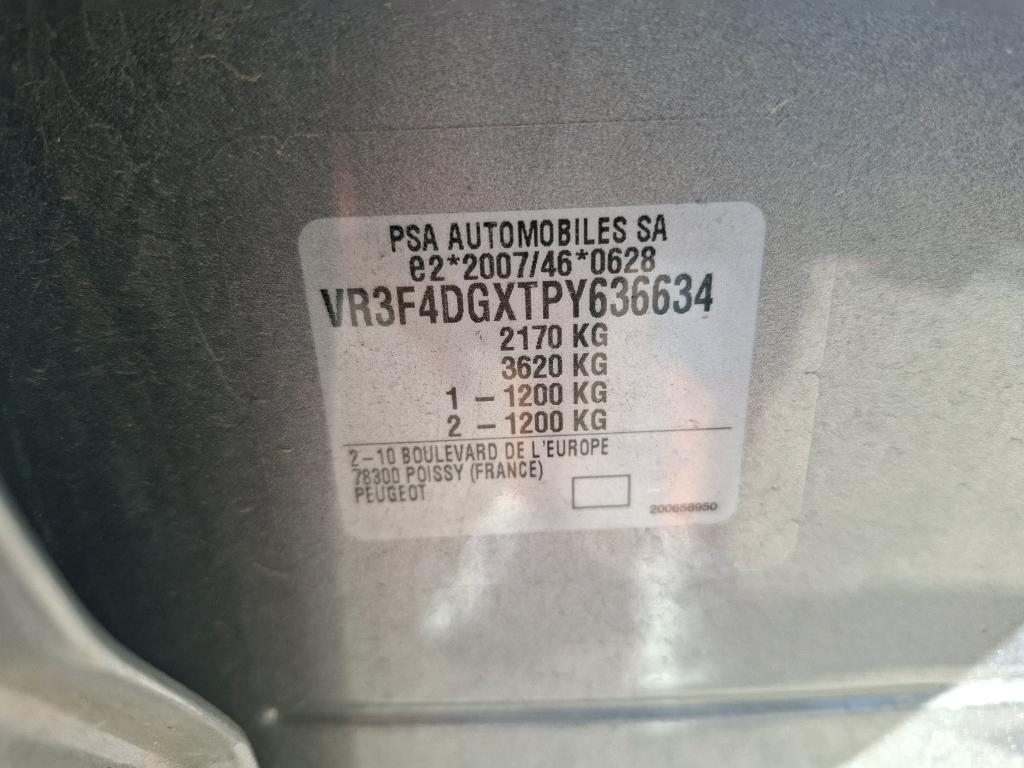 PSA AUTOMOBILES SA
e2*2007/46*0628
VR3F4DGXTPY636634
2170 KG
3620 KG
1 - 1200 KG
2 - 1200 KG
2-10 BOULEVARD DE L'EUROPE
78300 POISSY (FRANCE)
PEUGEOT
200658950